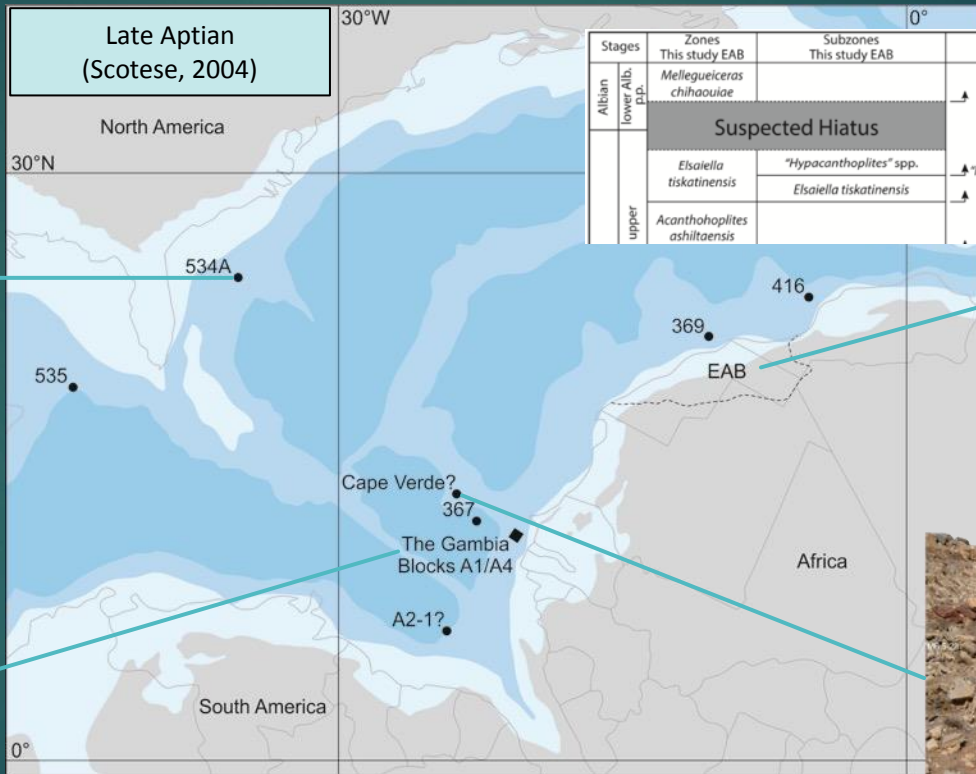 Late Aptian
(Scotese, 2004)
30°W
0°
North America
30°N
534A
535
416
369
EAB
Cape Verde?
367
The Gambia
Blocks A1/A4
A2-1?
Africa
South America
0°
Stages
Zones
This study EAB
Subzones
This study EAB
Albian
lower Alb.
p.p.
Mellegueiceras
chihaouiae
Suspected Hiatus
upper
Elsaiella
tiskatinensis
"Hypacanthoplites" spp.
Elsaiella tiskatinensis
Acanthohoplites
ashiltaensis